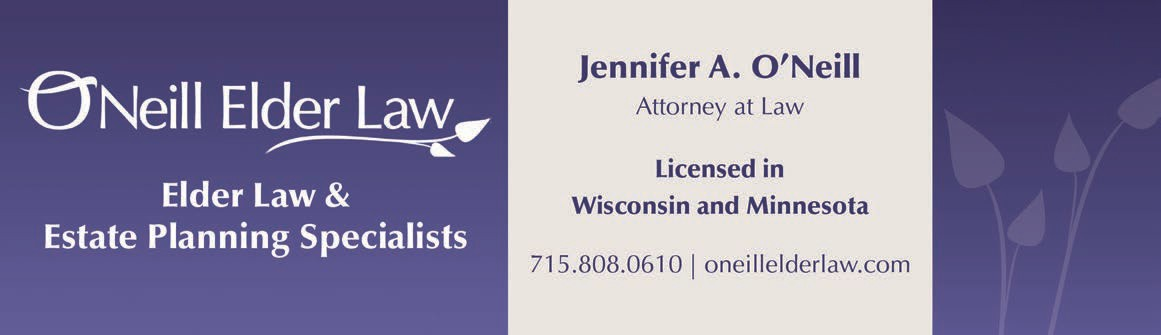 O'Neill Elder Law
Elder Law &
Estate Planning Specialists
Jennifer A. O’Neill
Attorney at Law
Licensed in
Wisconsin and Minnesota
715.808.0610 | oneillelderlaw.com